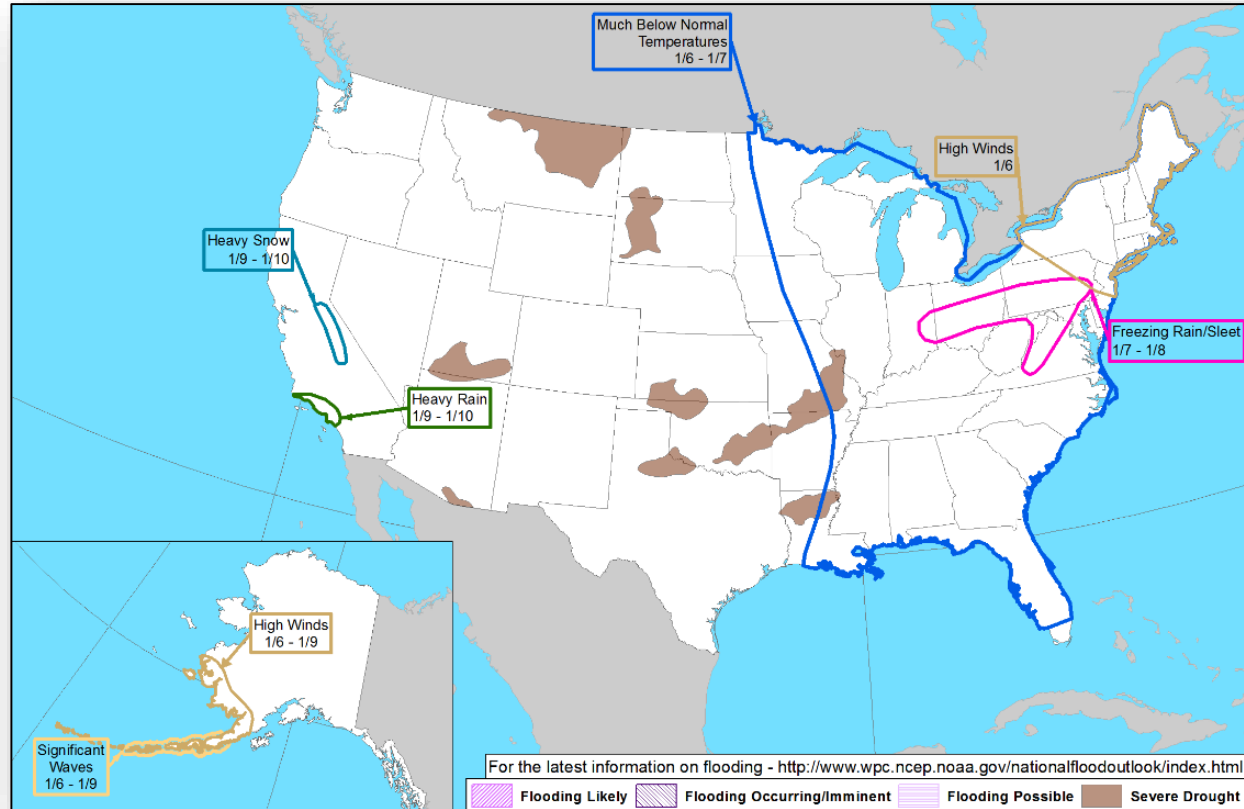 Much Below Normal
Temperatures
1/6 - 1/7
High Winds
1/6
Heavy Snow
1/9 - 1/10
Freezing Rain/Sleet
1/7 - 1/8
Heavy Rain
1/9 - 1/10
High Winds
1/6 - 1/9
Significant
Waves
1/6 - 1/9
For the latest information on flooding - http://www.wpc.ncep.noaa.gov/nationalfloodoutlook/index.html
Flooding Likely
Flooding Occurring/Imminent
Flooding Possible
Severe Drought